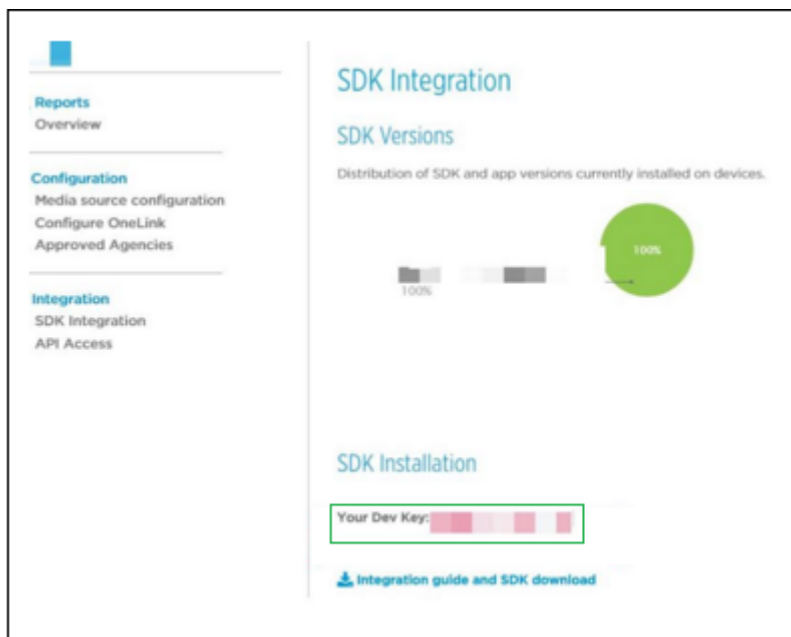 Reports
Overview
Configuration
Media source configuration
Configure OneLink
Approved Agencies
Integration
SDK Integration
API Access
SDK Integration
SDK Versions
Distribution of SDK and app versions currently installed on devices.
100%
100%
SDK Installation
Your Dev Key:
Integration guide and SDK download